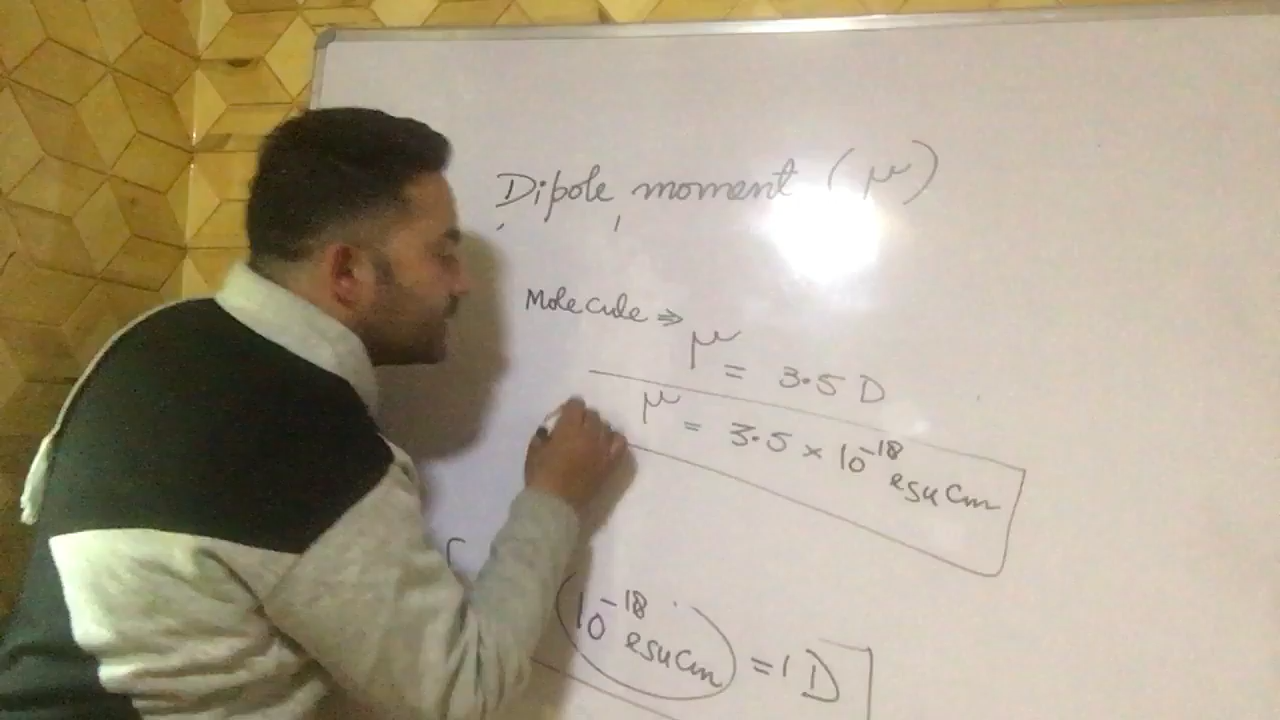 Dipole moment (μ)
Molecule ⇒ μ = 3.5 D
μ = 3.5 × 10⁻¹⁸ esu cm
10⁻¹⁸ esu cm = 1 D